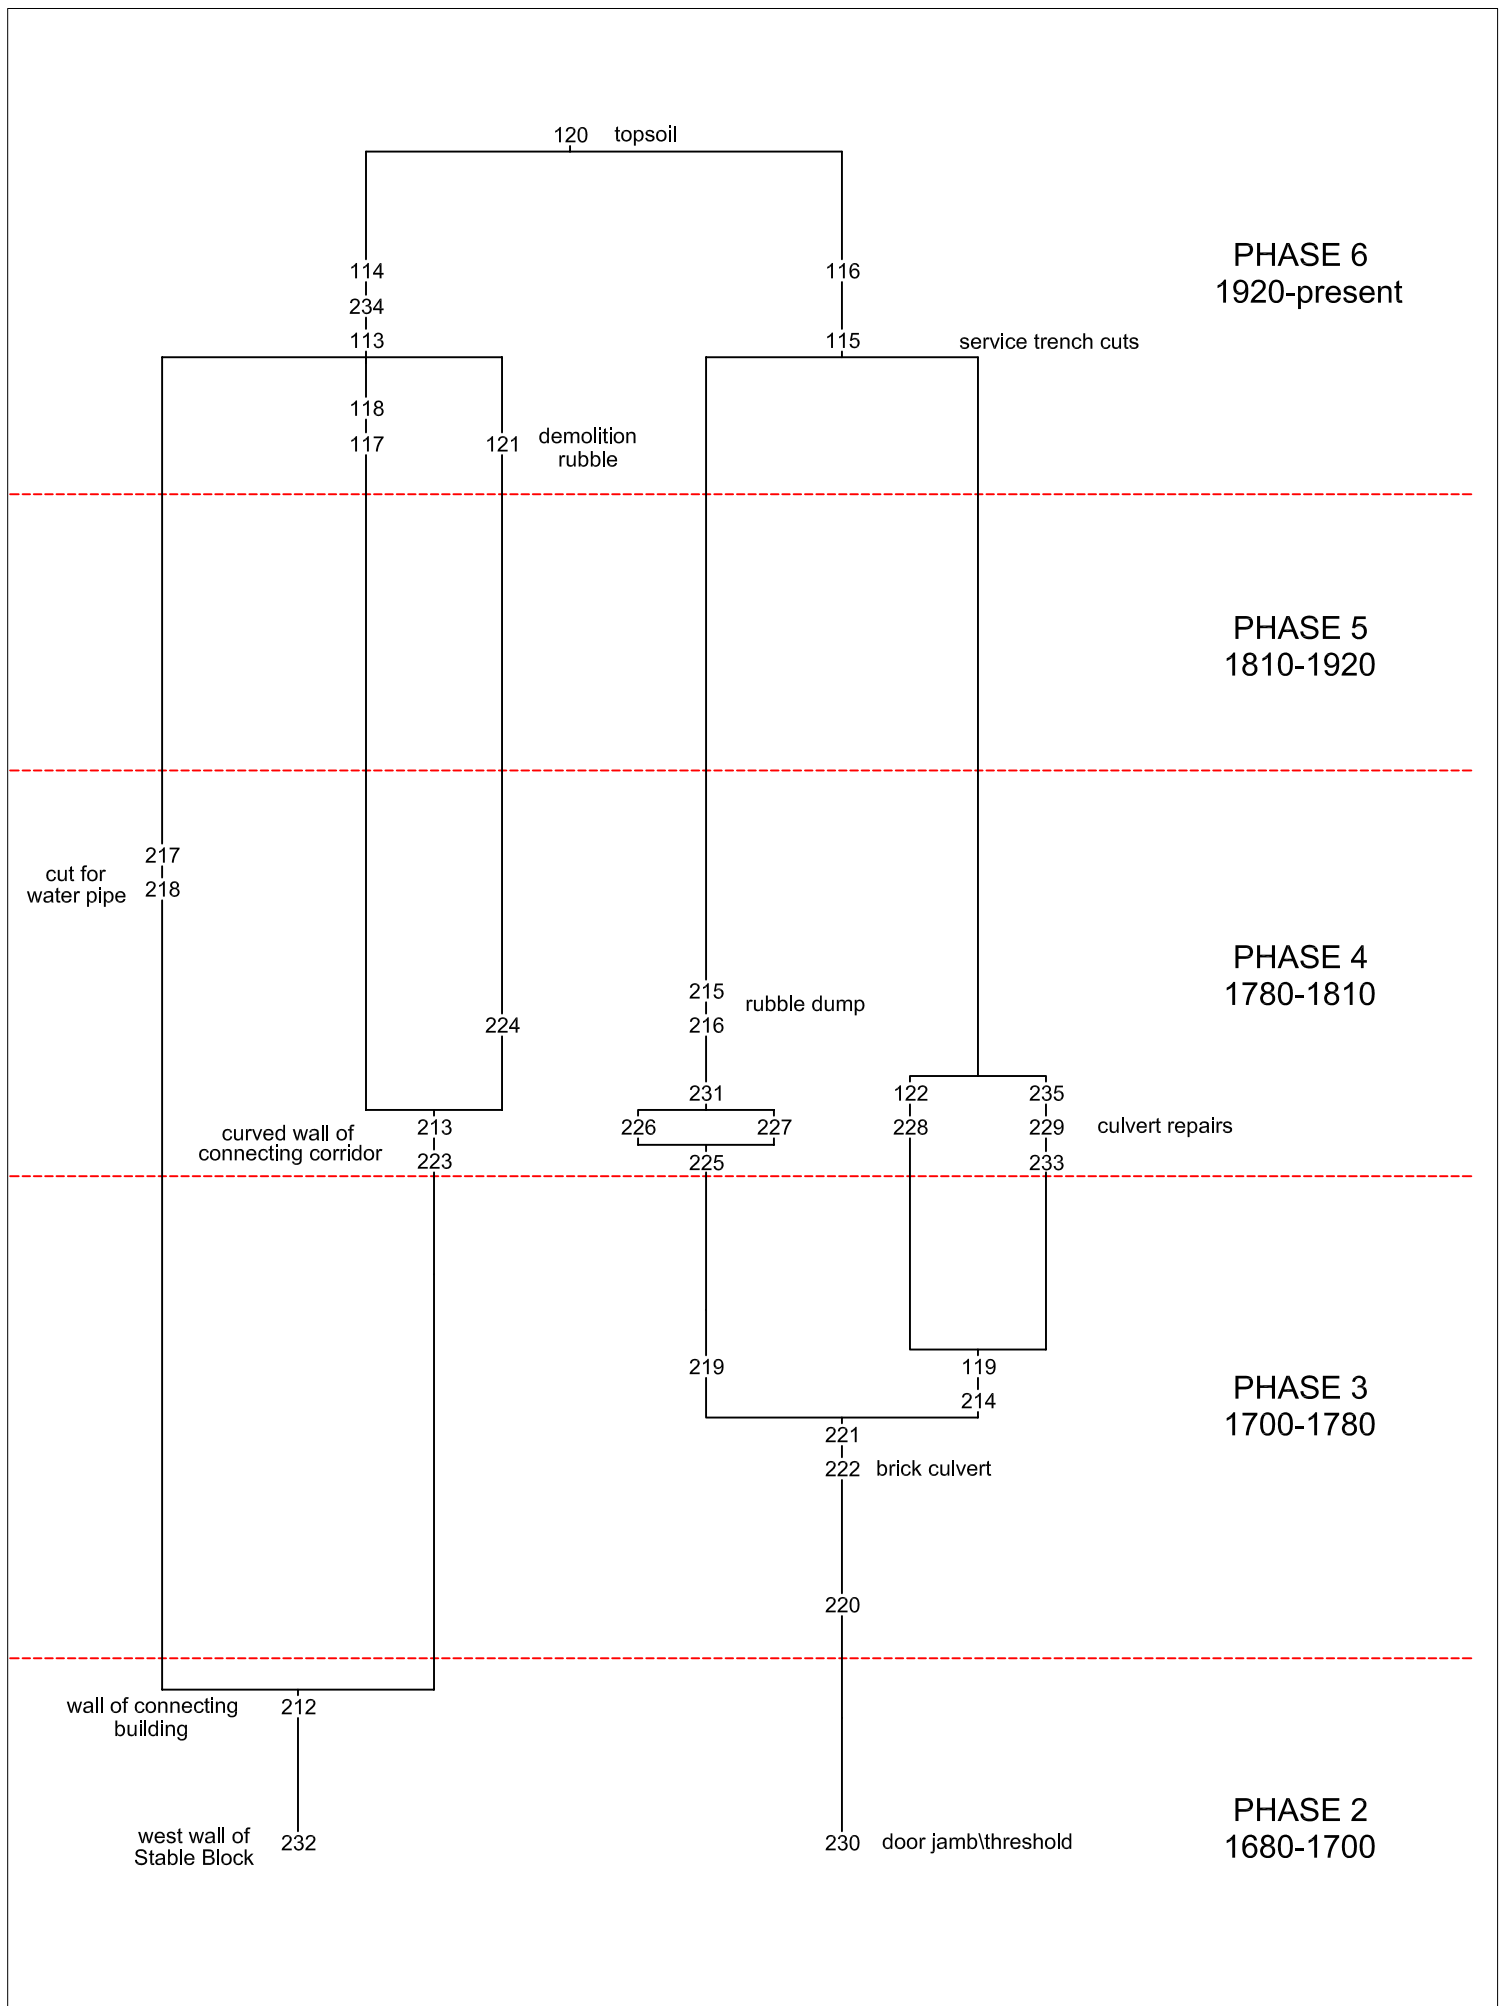 120 topsoil
PHASE 6
1920-present
114
116
234
113
115
service trench cuts
118
117
121
demolition
rubble
PHASE 5
1810-1920
217
218
cut for
water pipe
PHASE 4
1780-1810
215
216
rubble dump
224
231
122
235
213
226
227
228
229
culvert repairs
curved wall of
connecting corridor
223
225
233
219
119
PHASE 3
1700-1780
214
221
222 brick culvert
220
wall of connecting
building
212
PHASE 2
1680-1700
west wall of
Stable Block
232
230 door jamb\threshold